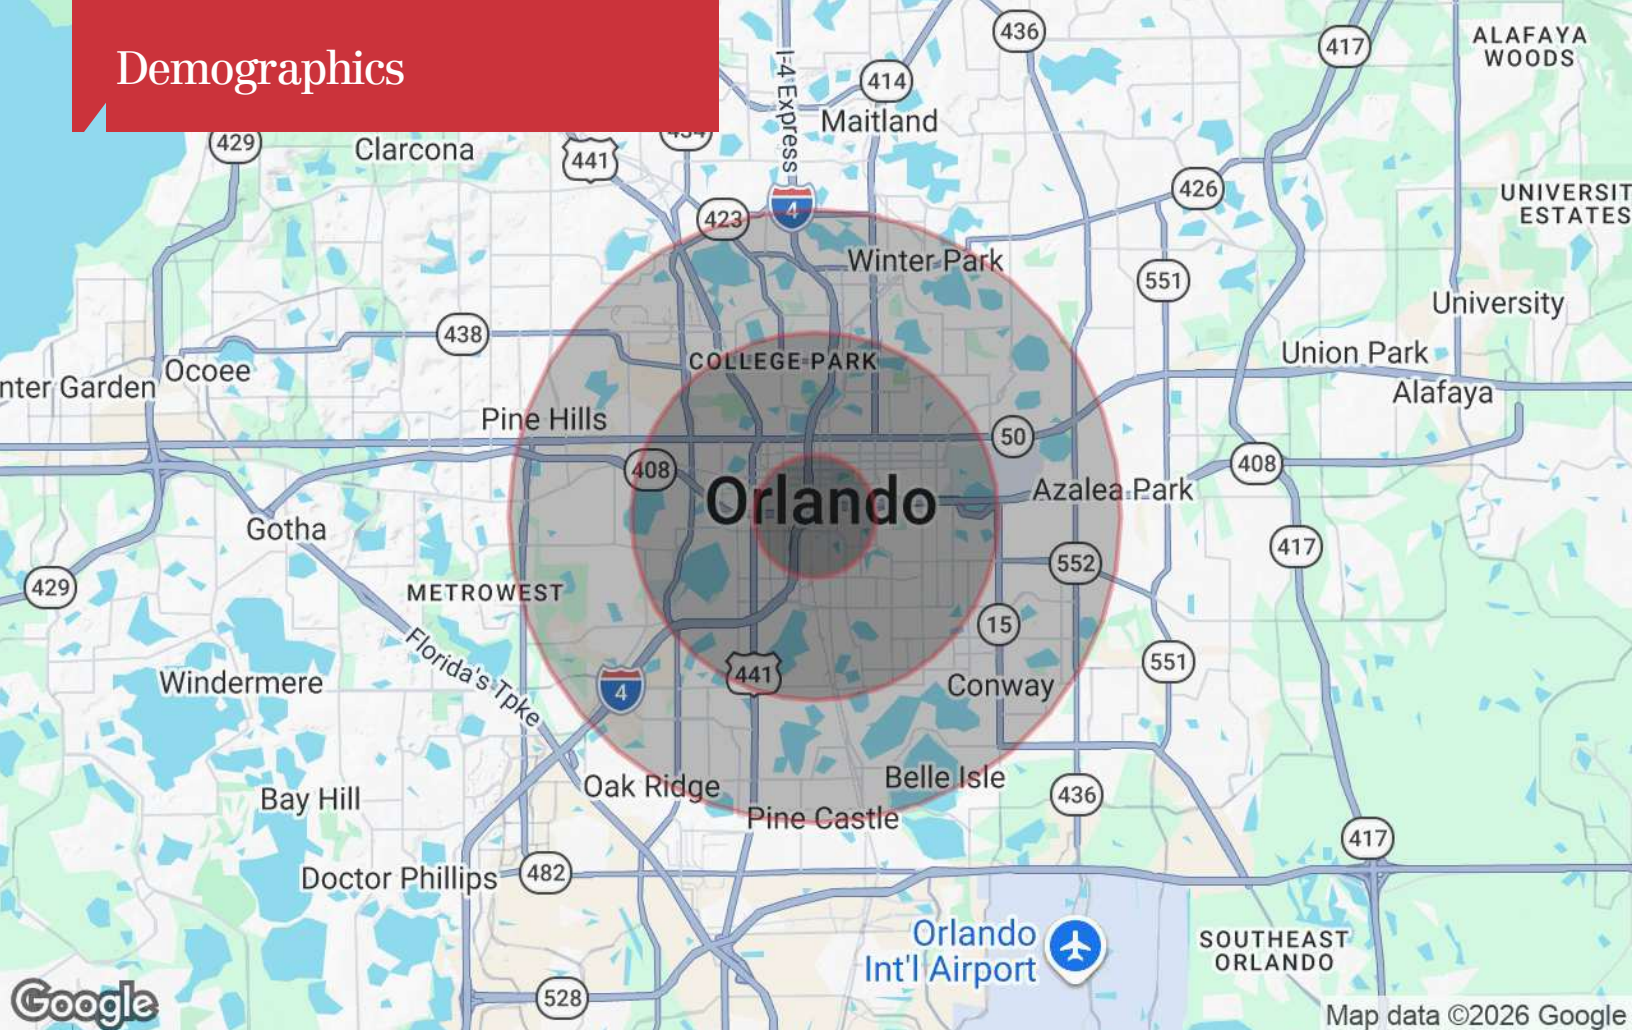 Demographics
436
417
ALAFAYA
WOODS
414
I-4 Express
Maitland
429
Clarcona
441
434
426
UNIVERSIT
ESTATES
423
4
Winter Park
551
University
438
COLLEGE PARK
Union Park
Ocoee
nter Garden
Alafaya
Pine Hills
50
408
408
Orlando
Azalea Park
Gotha
417
429
METROWEST
552
15
Florida's Tpke
441
551
Windermere
4
Conway
Oak Ridge
Belle Isle
Bay Hill
436
Pine Castle
417
Doctor Phillips
482
Orlando
Int'l Airport
SOUTHEAST
ORLANDO
528
Google
Map data ©2026 Google